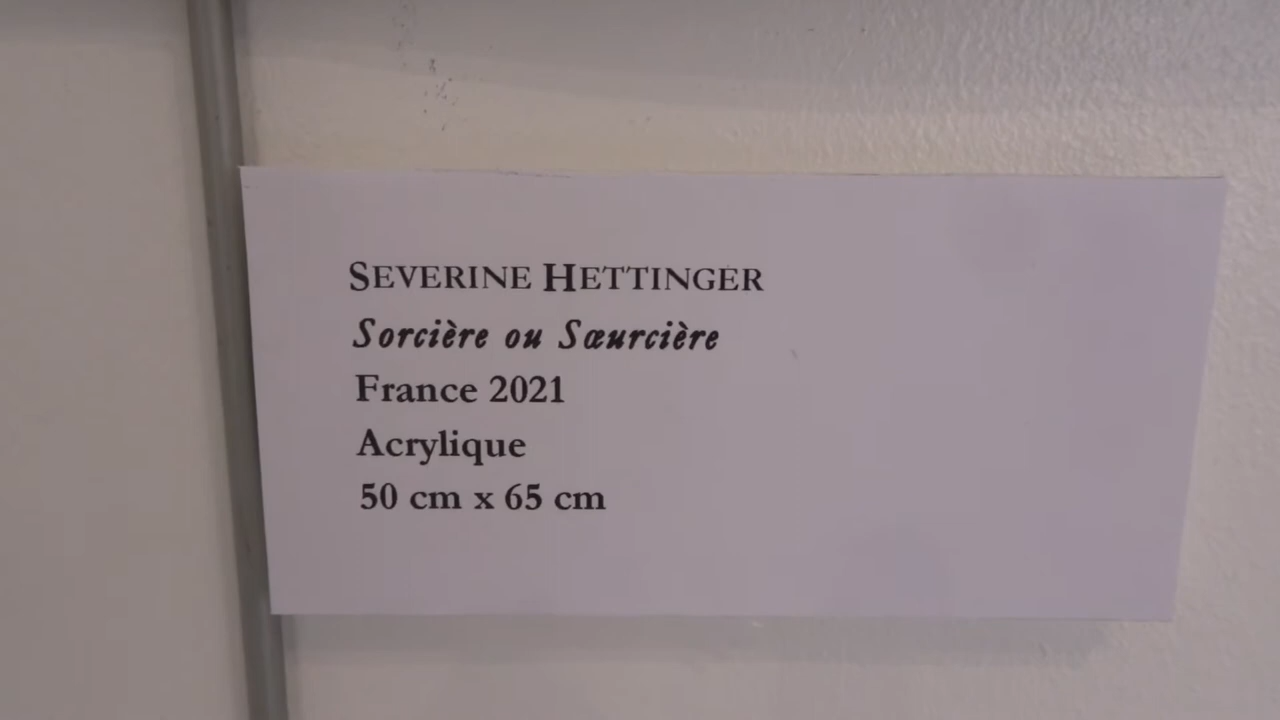 SEVERINE HETTINGER
Sorcière ou Sœurcière
France 2021
Acrylique
50 cm x 65 cm